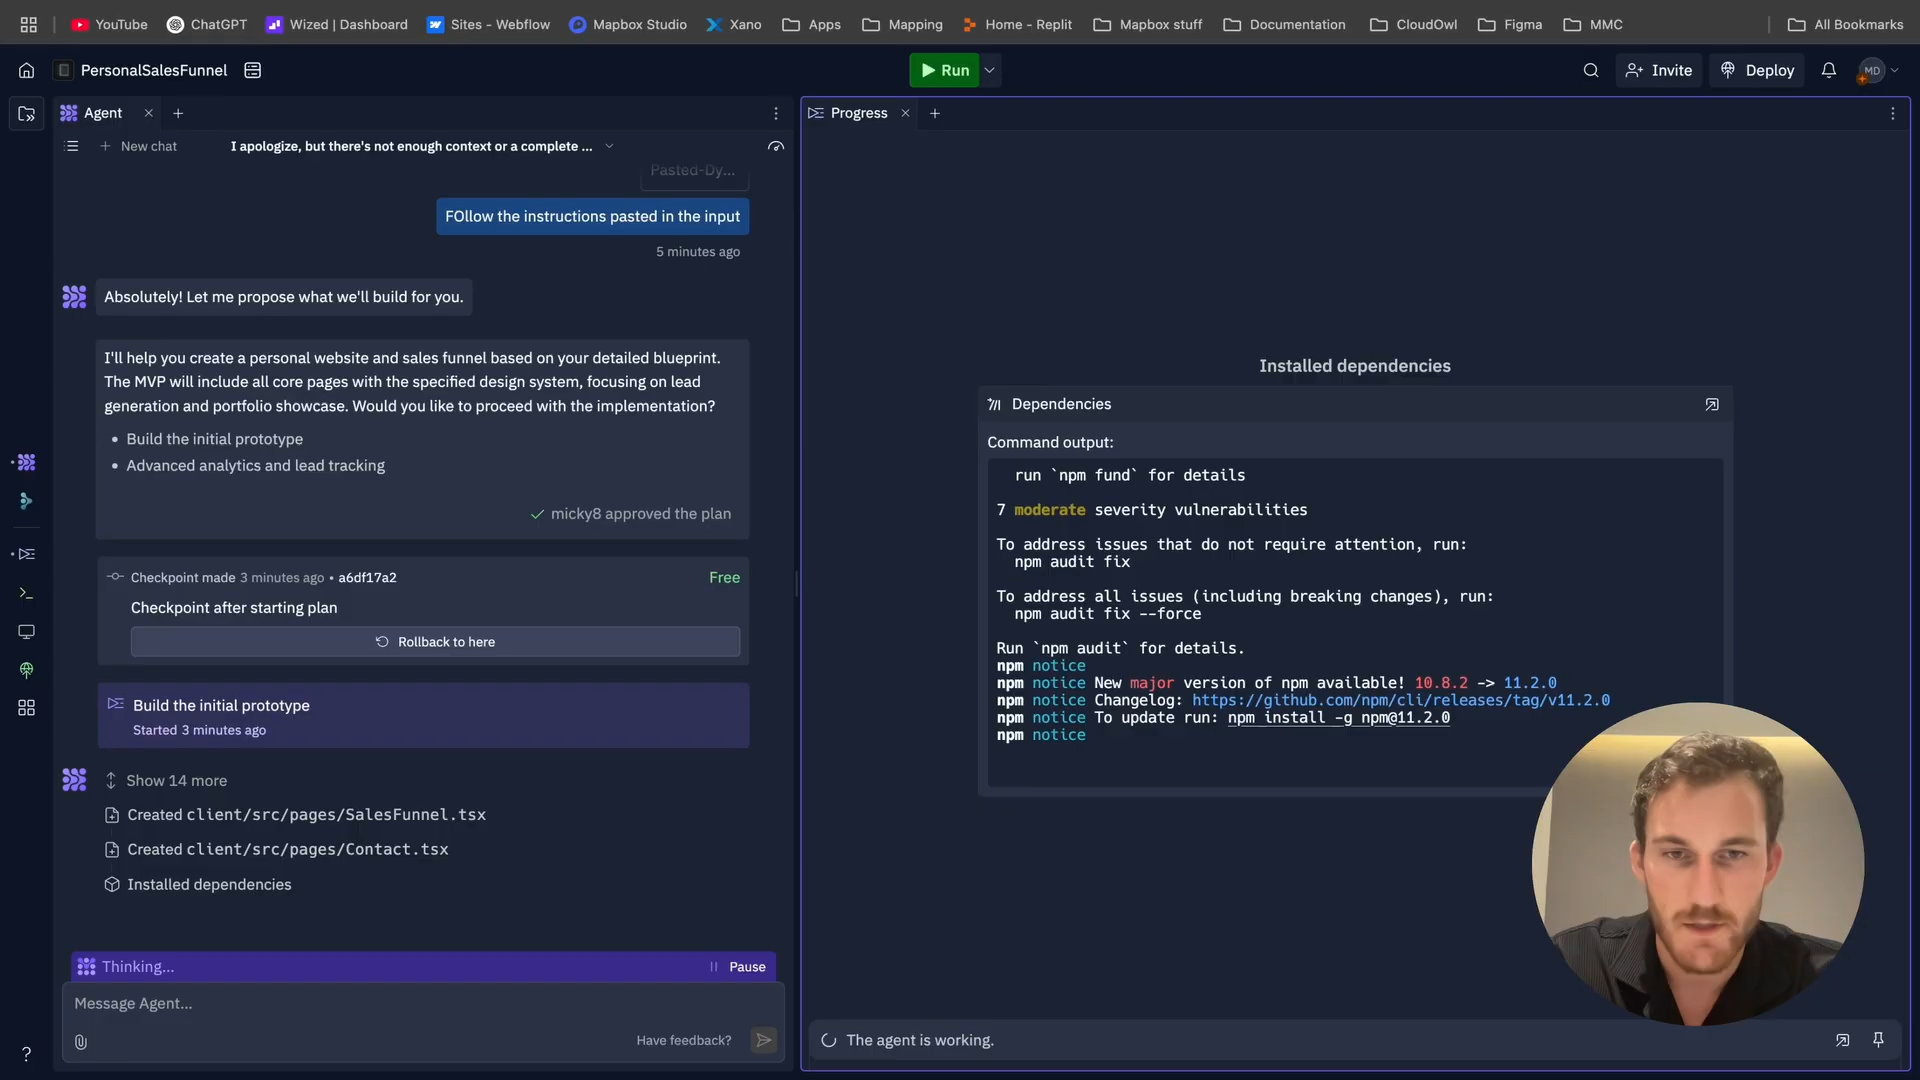 YouTube
ChatGPT
Wized | Dashboard
Sites - Webflow
Mapbox Studio
Xano
Apps
Mapping
Home - Replit
Mapbox stuff
Documentation
CloudOwl
Figma
MMC
All Bookmarks
PersonalSalesFunnel
Run
Invite
Deploy
MD
Agent
New chat
I apologize, but there's not enough context or a complete ...
Pasted-Dy...
FOllow the instructions pasted in the input
5 minutes ago
Absolutely! Let me propose what we'll build for you.
I'll help you create a personal website and sales funnel based on your detailed blueprint.
The MVP will include all core pages with the specified design system, focusing on lead
generation and portfolio showcase. Would you like to proceed with the implementation?
• Build the initial prototype
• Advanced analytics and lead tracking
micky8 approved the plan
Checkpoint made 3 minutes ago • a6df17a2
Free
Checkpoint after starting plan
Rollback to here
Build the initial prototype
Started 3 minutes ago
Show 14 more
Created client/src/pages/SalesFunnel.tsx
Created client/src/pages/Contact.tsx
Installed dependencies
Thinking...
Pause
Message Agent...
Have feedback?
?
Progress
Installed dependencies
Dependencies
Command output:
run `npm fund` for details
7 moderate severity vulnerabilities
To address issues that do not require attention, run:
npm audit fix
To address all issues (including breaking changes), run:
npm audit fix --force
Run `npm audit` for details.
npm notice
npm notice New major version of npm available! 10.8.2 -> 11.2.0
npm notice Changelog: https://github.com/npm/cli/releases/tag/v11.2.0
npm notice To update run: npm install -g npm@11.2.0
npm notice
The agent is working.